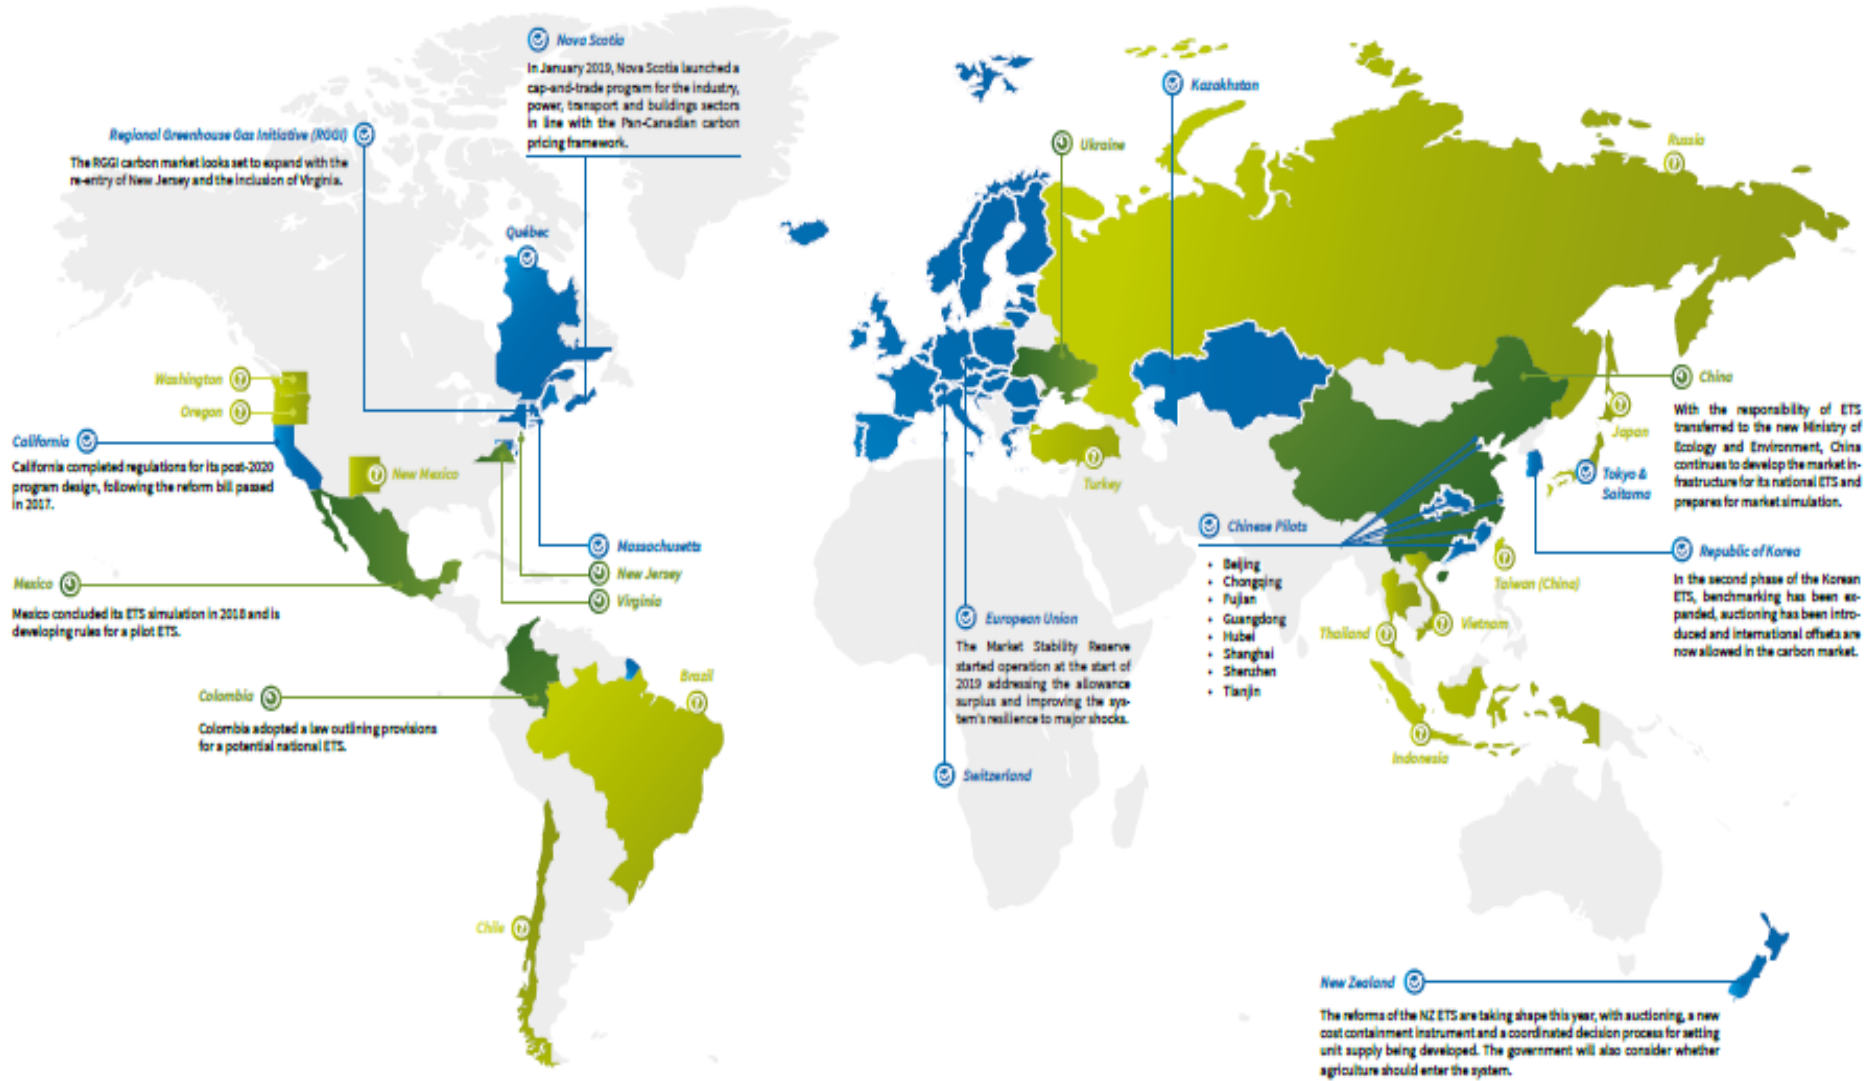 Nova Scotia
In January 2019, Nova Scotia launched a
cap-and-trade program for the industry,
power, transport and buildings sectors
in line with the Pan-Canadian carbon
pricing framework.
Regional Greenhouse Gas Initiative (RGGI)
The RGGI carbon market looks set to expand with the
re-entry of New Jersey and the inclusion of Virginia.
Québec
Washington
Oregon
California
California completed regulations for its post-2020
program design, following the reform bill passed
in 2017.
New Mexico
Mexico
Mexico concluded its ETS simulation in 2018 and is
developing rules for a pilot ETS.
Massachusetts
New Jersey
Virginia
Colombia
Colombia adopted a law outlining provisions
for a potential national ETS.
Brazil
Chile
Kazakhstan
Ukraine
Russia
Turkey
European Union
The Market Stability Reserve
started operation at the start of
2019 addressing the allowance
surplus and improving the sys-
tem's resilience to major shocks.
Switzerland
Chinese Pilots
• Beijing
• Chongqing
• Fujian
• Guangdong
• Hubei
• Shanghai
• Shenzhen
• Tianjin
China
With the responsibility of ETS
transferred to the new Ministry of
Ecology and Environment, China
continues to develop the market in-
frastructure for its national ETS and
prepares for market simulation.
Japan
Tokyo &
Saitama
Republic of Korea
In the second phase of the Korean
ETS, benchmarking has been ex-
panded, auctioning has been intro-
duced and international offsets are
now allowed in the carbon market.
Taiwan (China)
Thailand
Vietnam
Indonesia
New Zealand
The reforms of the NZ ETS are taking shape this year, with auctioning, a new
cost containment instrument and a coordinated decision process for setting
unit supply being developed. The government will also consider whether
agriculture should enter the system.